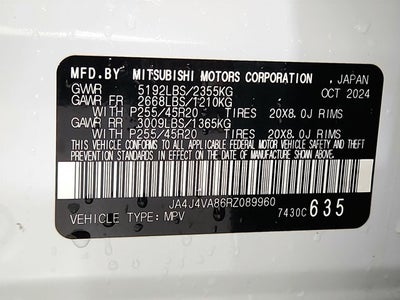 MFD.BY MITSUBISHI MOTORS CORPORATION, JAPAN
GVWR 5192LBS/2355KG OCT 2024
GAWR FR 2668LBS/1210KG
WITH P255/45R20 TIRES 20X8.0J RIMS
GAWR RR 3009LBS/1365KG
WITH P255/45R20 TIRES 20X8.0J RIMS
THIS VEHICLE CONFORMS TO ALL APPLICABLE FEDERAL MOTOR VEHICLE SAFETY AND THEFT
PREVENTION STANDARDS IN EFFECT ON THE DATE OF MANUFACTURE SHOWN ABOVE.
JA4J4VA86RZ089960
VEHICLE TYPE: MPV 7430C 635